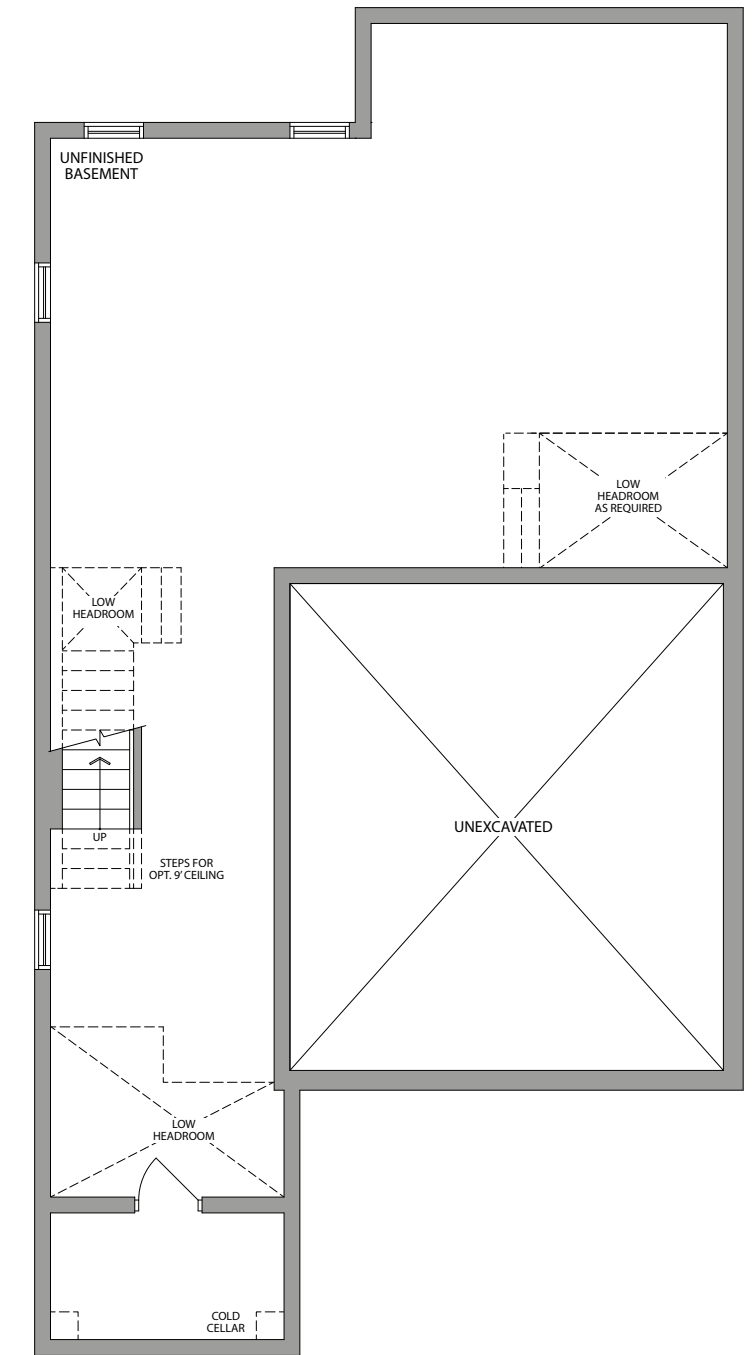 UNFINISHED
BASEMENT
LOW
HEADROOM
AS REQUIRED
LOW
HEADROOM
UNEXCAVATED
UP
STEPS FOR
OPT. 9' CEILING
LOW
HEADROOM
COLD
CELLAR